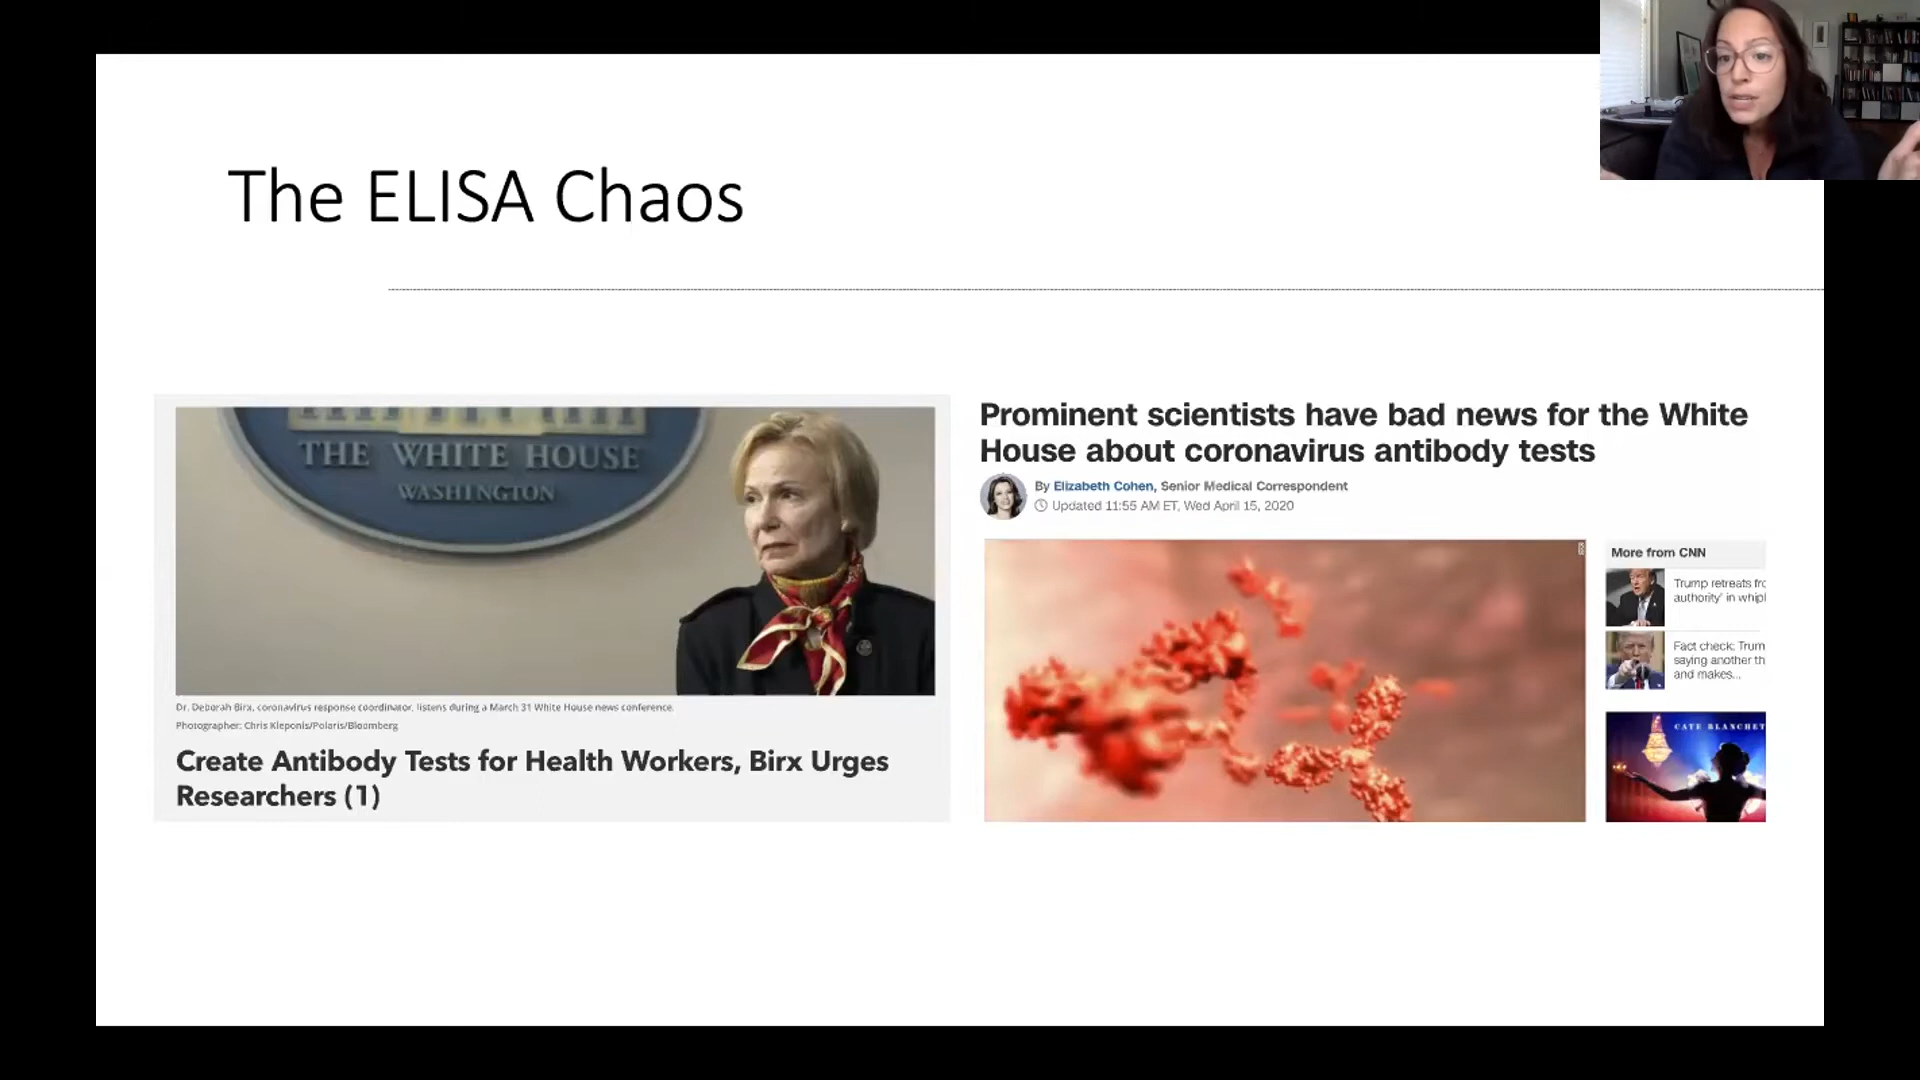 The ELISA Chaos
THE WHITE HOUSE
WASHINGTON
Dr. Deborah Birx, coronavirus response coordinator, listens during a March 31 White House news conference.
Photographer: Chris Kleponis/Polaris/Bloomberg
Create Antibody Tests for Health Workers, Birx Urges
Researchers (1)
Prominent scientists have bad news for the White
House about coronavirus antibody tests
By Elizabeth Cohen, Senior Medical Correspondent
Updated 11:55 AM ET, Wed April 15, 2020
More from CNN
Trump retreats fro
authority' in whipl
Fact check: Trum
saying another th
and makes...
CATE BLANCHET